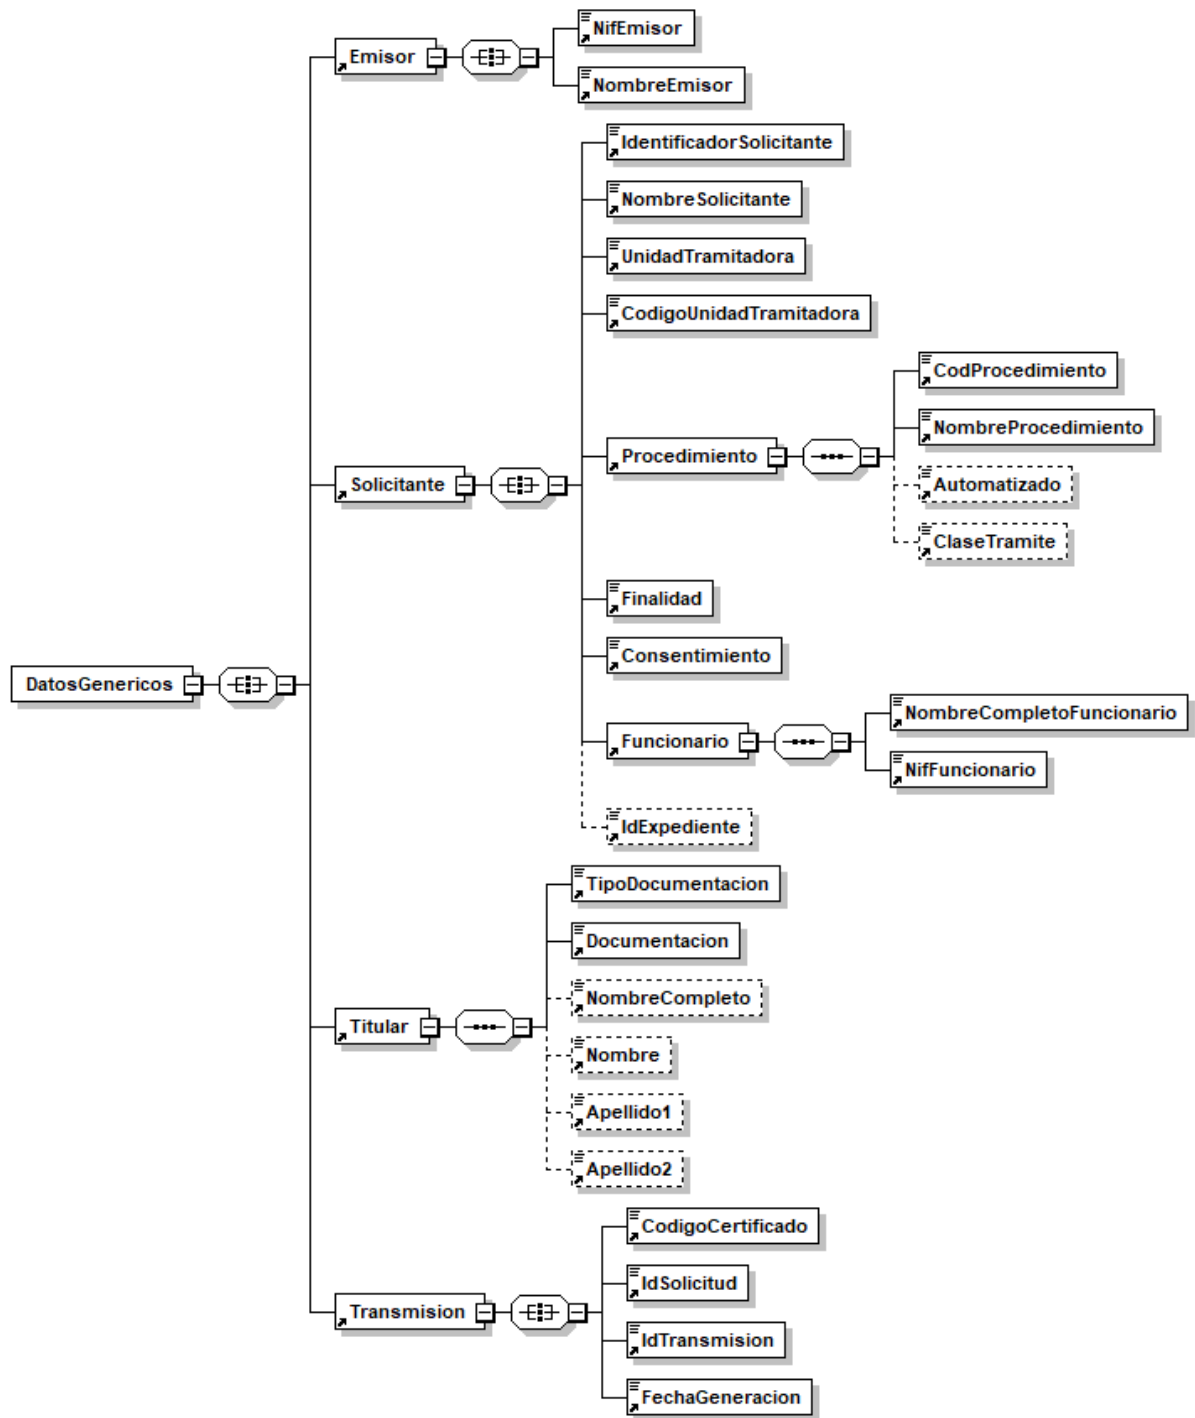 NifEmisor
Emisor
NombreEmisor
IdentificadorSolicitante
NombreSolicitante
UnidadTramitadora
CodigoUnidadTramitadora
CodProcedimiento
NombreProcedimiento
Procedimiento
Automatizado
Solicitante
ClaseTramite
Finalidad
Consentimiento
DatosGenericos
NombreCompletoFuncionario
Funcionario
NifFuncionario
IdExpediente
TipoDocumentacion
Documentacion
NombreCompleto
Titular
Nombre
Apellido1
Apellido2
CodigoCertificado
IdSolicitud
Transmision
IdTransmision
FechaGeneracion